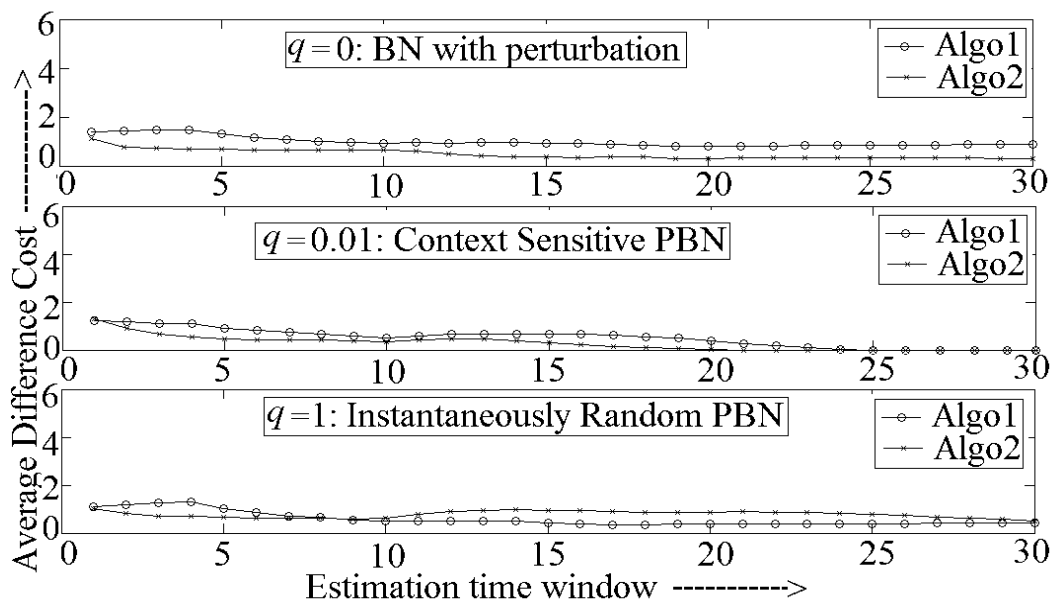 6
4
2
0
q=0: BN with perturbation
Algo1
Algo2
0 5 10 15 20 25 30
6
4
2
0
q=0.01: Context Sensitive PBN
Algo1
Algo2
0 5 10 15 20 25 30
6
4
2
0
q=1: Instantaneously Random PBN
Algo1
Algo2
0 5 10 15 20 25 30
Average Difference Cost -------->
Estimation time window ---------->